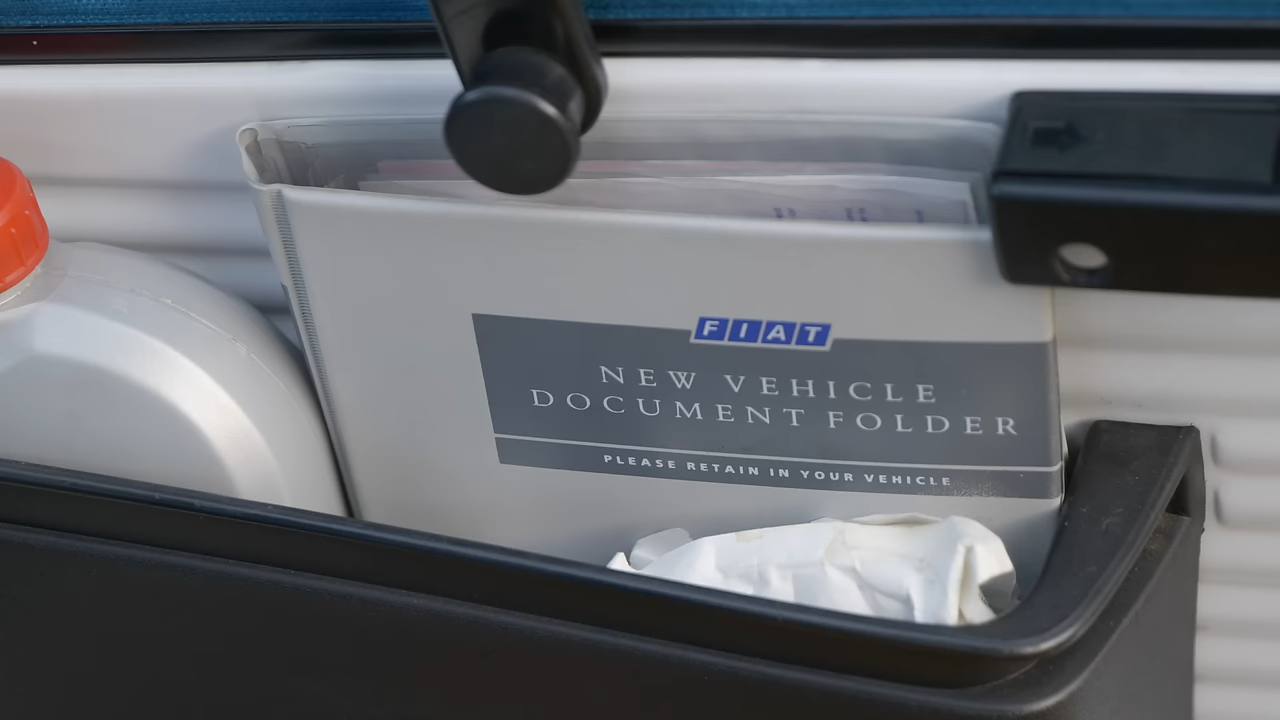 FIAT
NEW VEHICLE
DOCUMENT FOLDER
PLEASE RETAIN IN YOUR VEHICLE